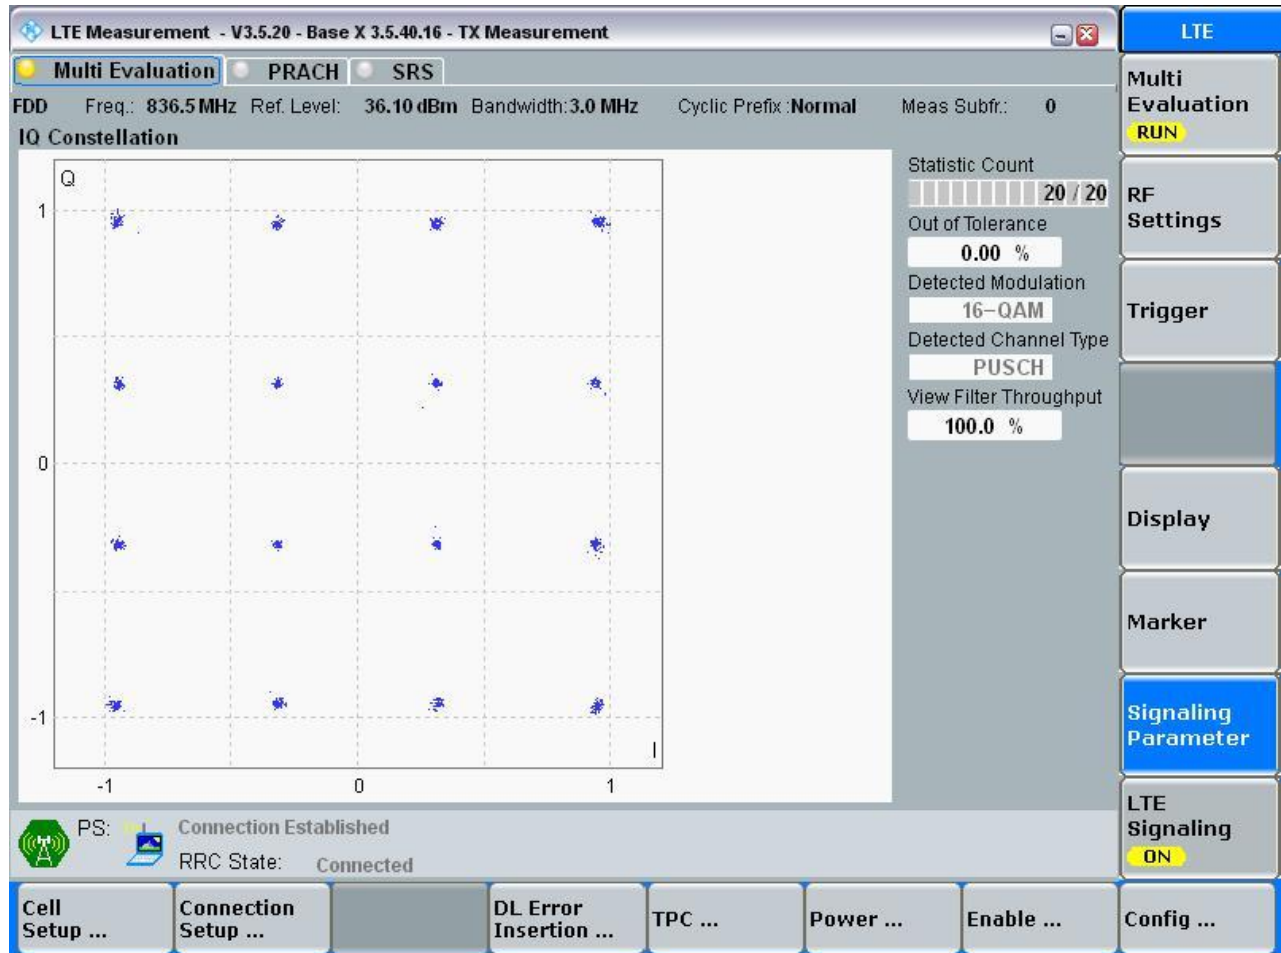 LTE Measurement - V3.5.20 - Base X 3.5.40.16 - TX Measurement
LTE
Multi Evaluation PRACH SRS
FDD Freq.: 836.5 MHz Ref. Level: 36.10 dBm Bandwidth: 3.0 MHz Cyclic Prefix : Normal Meas Subfr.: 0
IQ Constellation
Q
1
0
-1
I
-1 0 1
Statistic Count
20 / 20
Out of Tolerance
0.00 %
Detected Modulation
16-QAM
Detected Channel Type
PUSCH
View Filter Throughput
100.0 %
Multi
Evaluation
RUN
RF
Settings
Trigger
Display
Marker
Signaling
Parameter
LTE
Signaling
ON
PS: Connection Established
RRC State: Connected
Cell
Setup ...
Connection
Setup ...
DL Error
Insertion ...
TPC ...
Power ...
Enable ...
Config ...